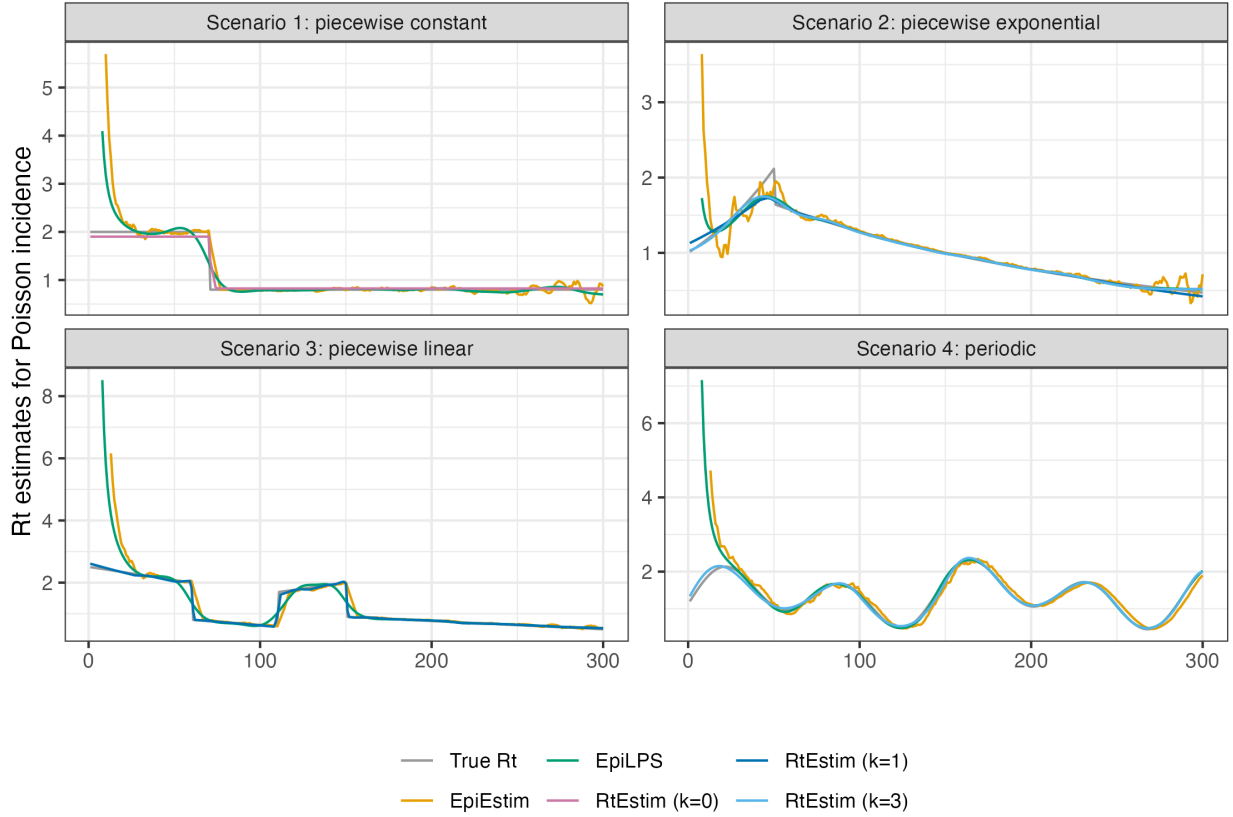 Scenario 1: piecewise constant
Scenario 2: piecewise exponential
Rt estimates for Poisson incidence
5
4
3
2
1
3
2
1
Scenario 3: piecewise linear
Scenario 4: periodic
8
6
4
2
6
4
2
0 100 200 300
0 100 200 300
True Rt EpiLPS RtEstim (k=1)
EpiEstim RtEstim (k=0) RtEstim (k=3)